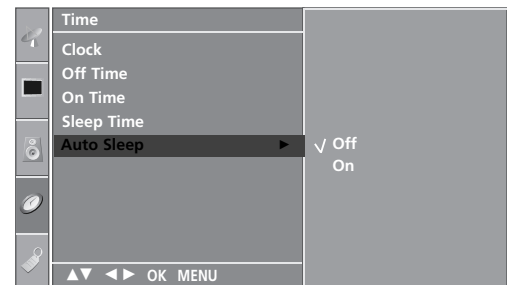 Time
Clock
Off Time
On Time
Sleep Time
Auto Sleep ► √ Off
On
▲▼ ◄► OK MENU